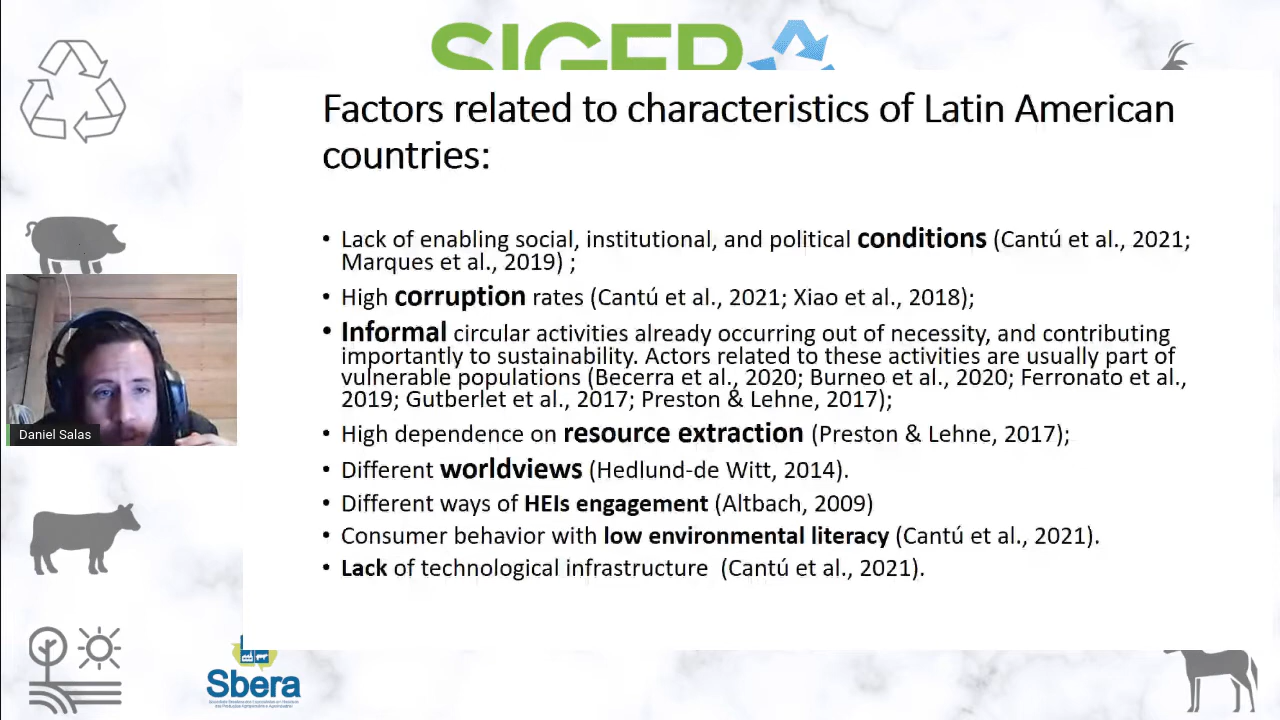 SIGER
Factors related to characteristics of Latin American
countries:
• Lack of enabling social, institutional, and political conditions (Cantú et al., 2021;
Marques et al., 2019) ;
• High corruption rates (Cantú et al., 2021; Xiao et al., 2018);
• Informal circular activities already occurring out of necessity, and contributing
importantly to sustainability. Actors related to these activities are usually part of
vulnerable populations (Becerra et al., 2020; Burneo et al., 2020; Ferronato et al.,
2019; Gutberlet et al., 2017; Preston & Lehne, 2017);
• High dependence on resource extraction (Preston & Lehne, 2017);
• Different worldviews (Hedlund-de Witt, 2014).
• Different ways of HEIs engagement (Altbach, 2009)
• Consumer behavior with low environmental literacy (Cantú et al., 2021).
• Lack of technological infrastructure (Cantú et al., 2021).
Daniel Salas
Sbera